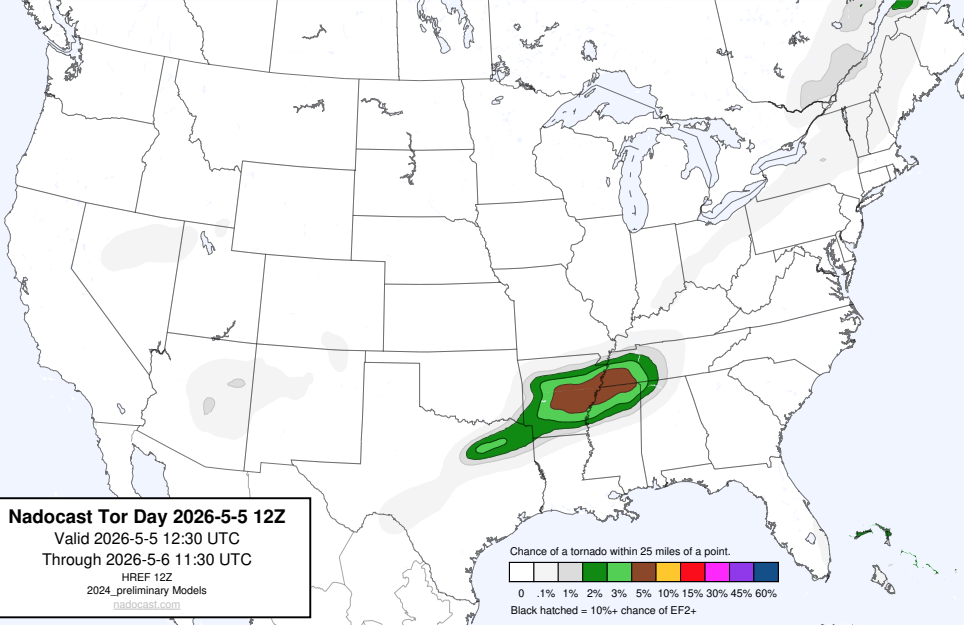 Nadocast Tor Day 2026-5-5 12Z
Valid 2026-5-5 12:30 UTC
Through 2026-5-6 11:30 UTC
HREF 12Z
2024_preliminary Models
nadocast.com
Chance of a tornado within 25 miles of a point.
0 .1% 1% 2% 3% 5% 10% 15% 30% 45% 60%
Black hatched = 10%+ chance of EF2+